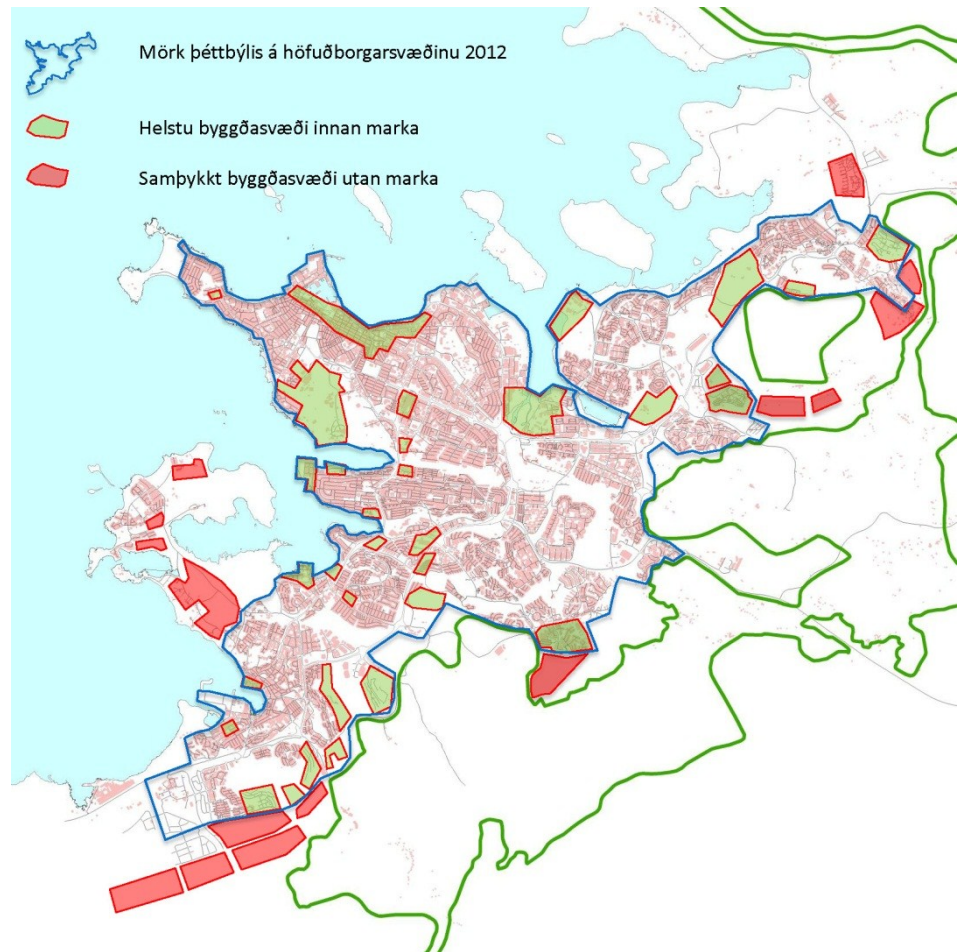 Mörk þéttbýlis á höfuðborgarsvæðinu 2012
Helstu byggðasvæði innan marka
Samþykkt byggðasvæði utan marka